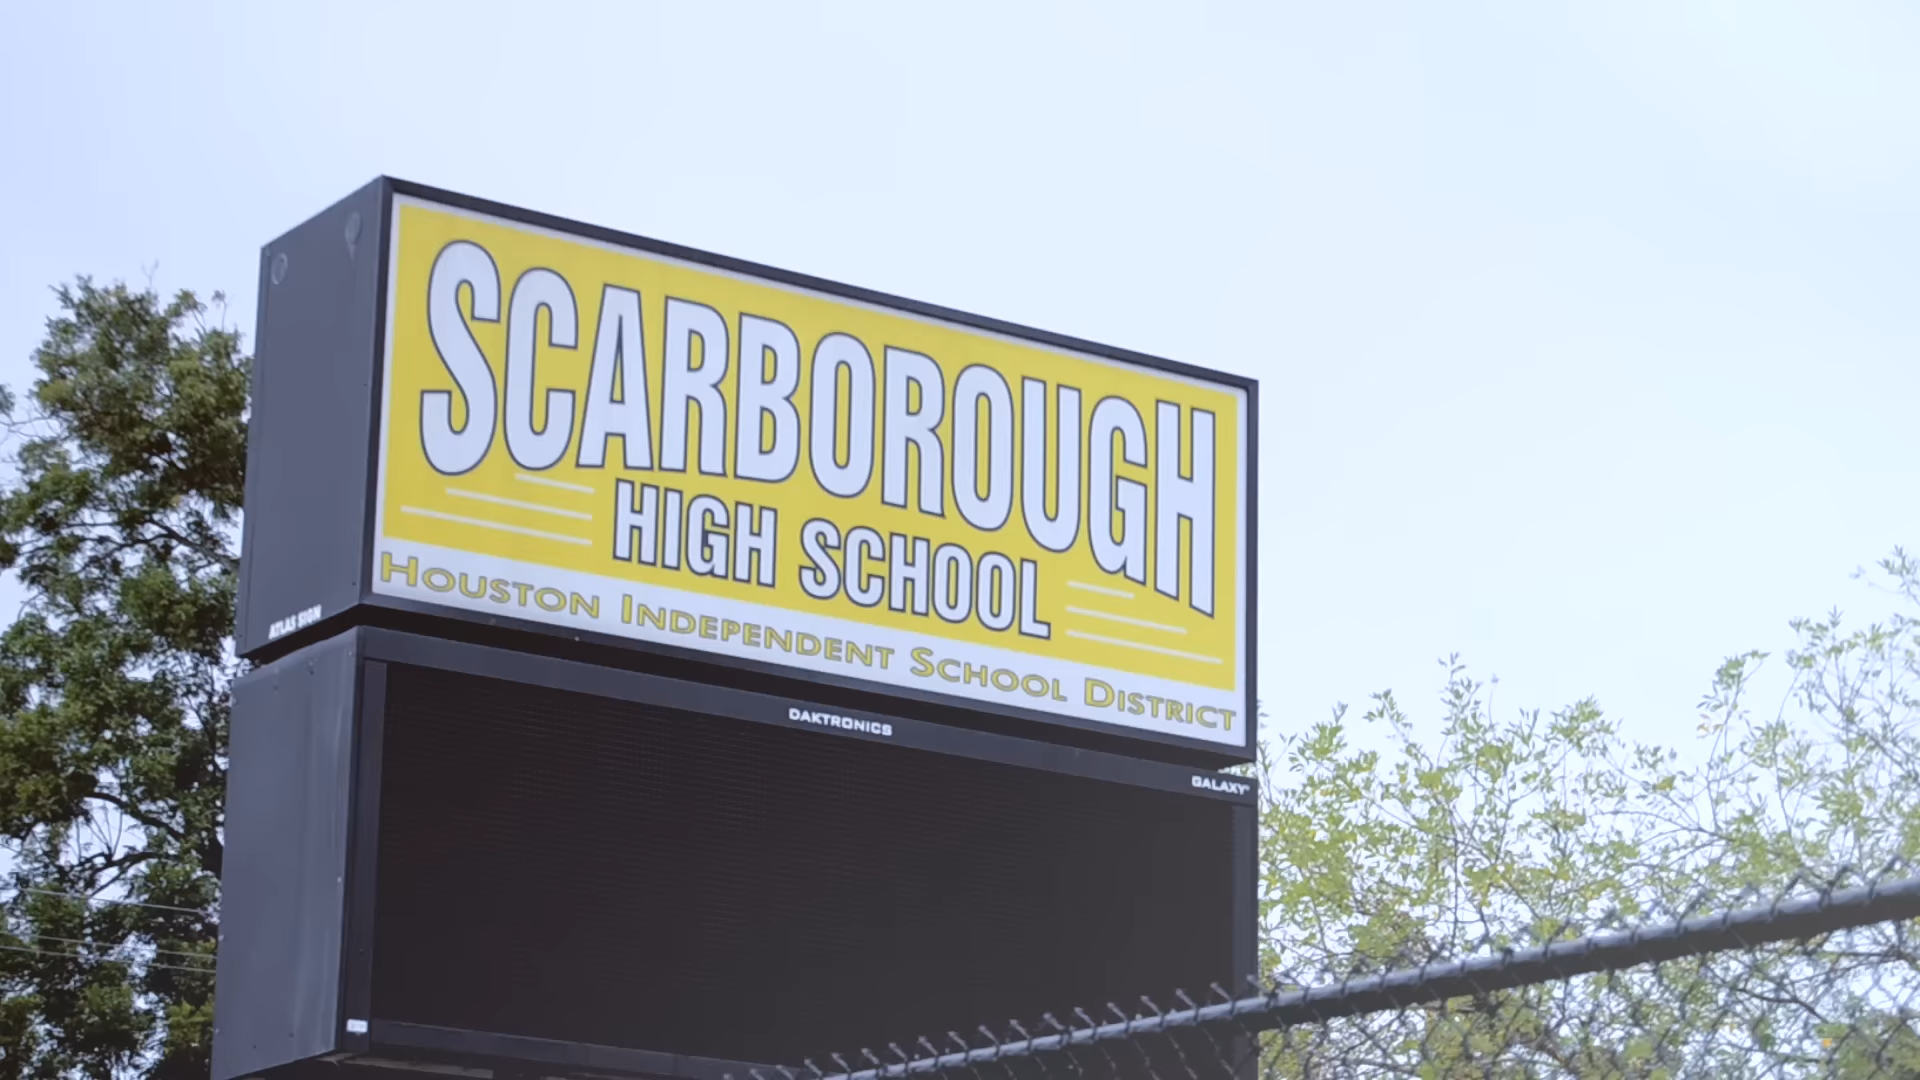 SCARBOROUGH
HIGH SCHOOL
HOUSTON INDEPENDENT SCHOOL DISTRICT
ATLAS SIGN
DAKTRONICS
GALAXY